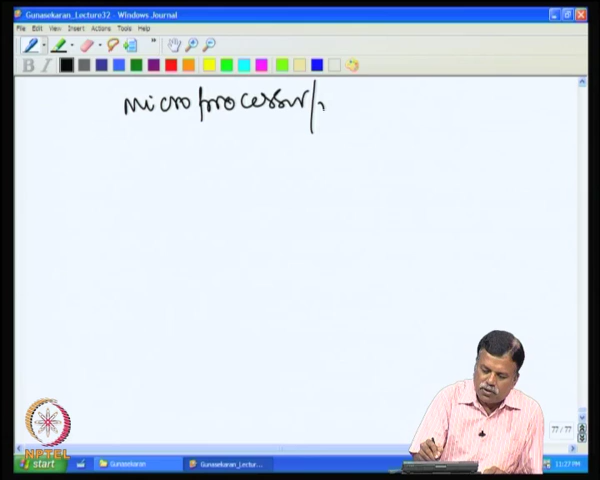 Gunasekaran_Lecture32 - Windows Journal
File Edit View Insert Actions Tools Help
B I
microprocessor/
77 / 77
NPTEL
start Gunasekaran Gunasekaran_Lectur... 11:27 PM